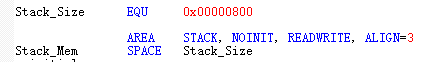 Stack_Size EQU 0x00000800
AREA STACK, NOINIT, READWRITE, ALIGN=3
Stack_Mem SPACE Stack_Size